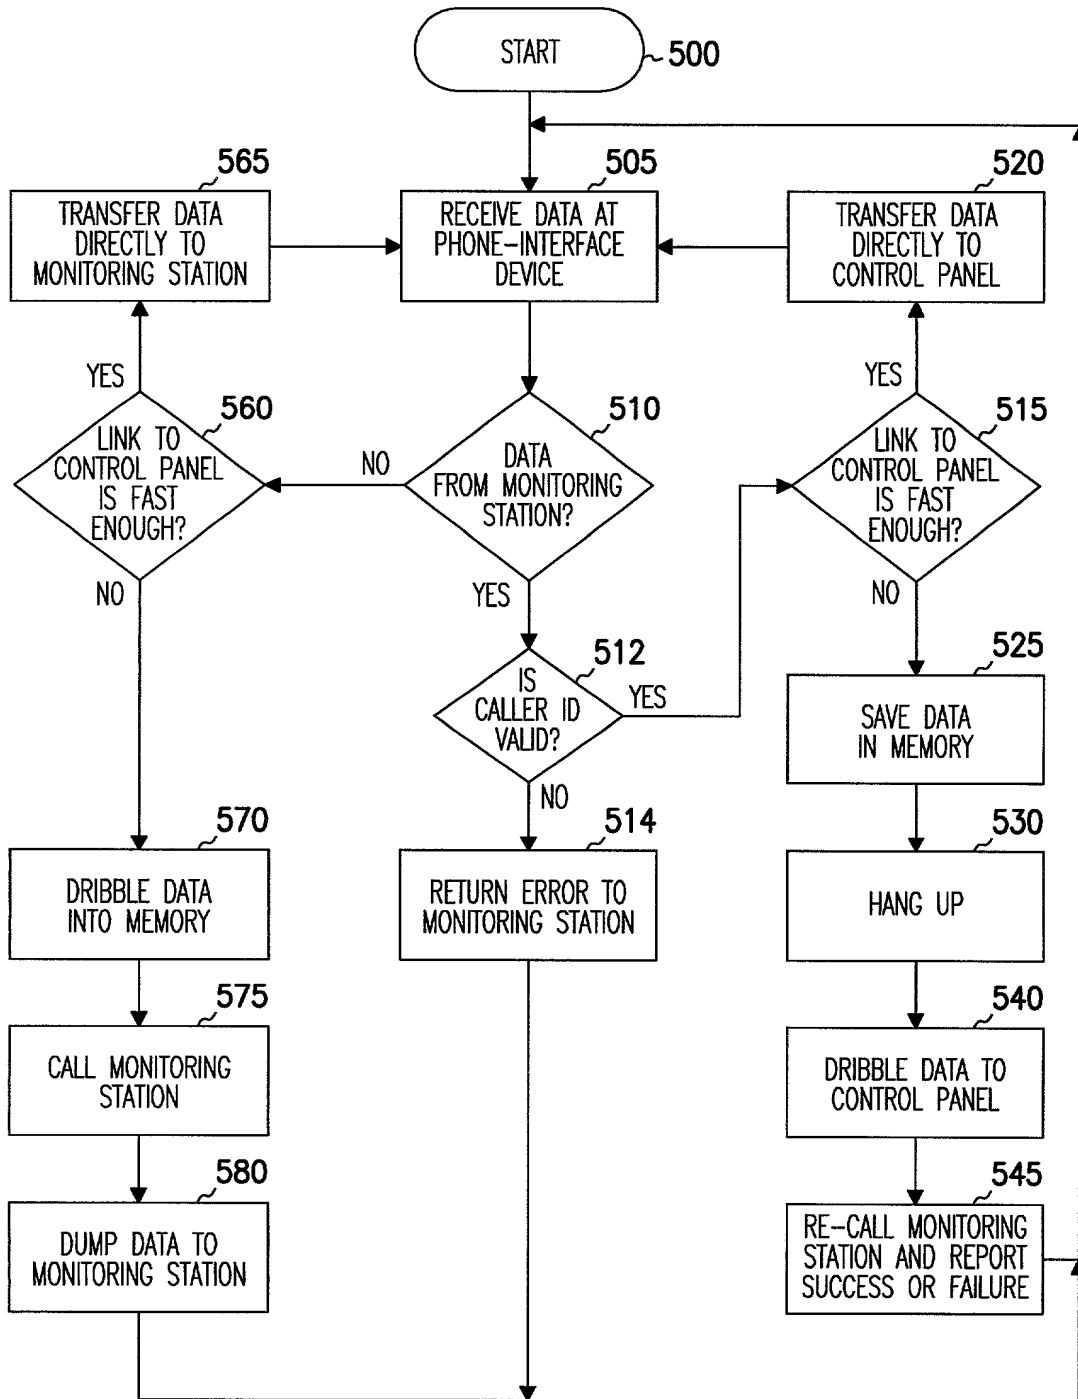 START
500
565
TRANSFER DATA
DIRECTLY TO
MONITORING STATION
505
RECEIVE DATA AT
PHONE-INTERFACE
DEVICE
520
TRANSFER DATA
DIRECTLY TO
CONTROL PANEL
YES
560
LINK TO
CONTROL PANEL
IS FAST
ENOUGH?
NO
NO
510
DATA
FROM MONITORING
STATION?
YES
YES
515
LINK TO
CONTROL PANEL
IS FAST
ENOUGH?
NO
512
IS
CALLER ID
VALID?
YES
NO
525
SAVE DATA
IN MEMORY
570
DRIBBLE DATA
INTO MEMORY
514
RETURN ERROR TO
MONITORING STATION
530
HANG UP
575
CALL MONITORING
STATION
540
DRIBBLE DATA TO
CONTROL PANEL
580
DUMP DATA TO
MONITORING STATION
545
RE-CALL MONITORING
STATION AND REPORT
SUCCESS OR FAILURE